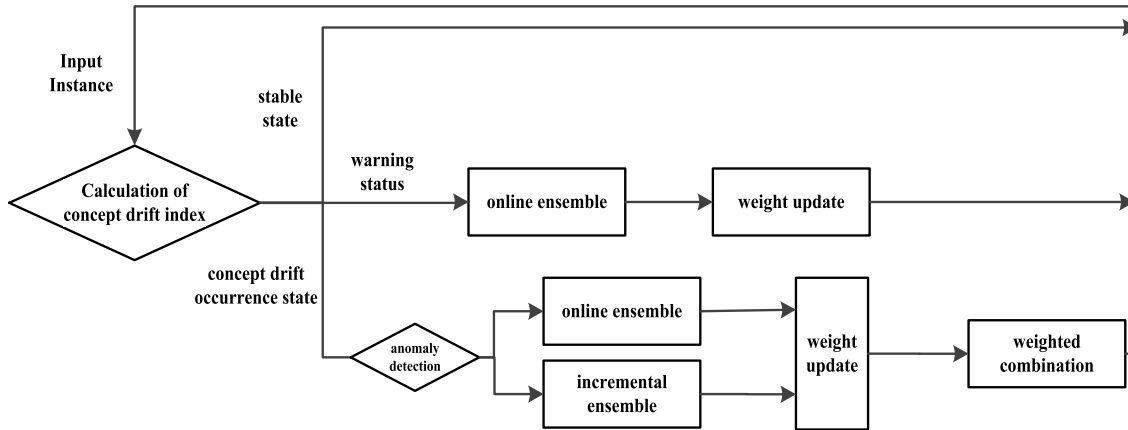 Input
Instance
stable
state
warning
status
Calculation of
concept drift index
online ensemble
weight update
concept drift
occurrence state
anomaly
detection
online ensemble
incremental
ensemble
weight
update
weighted
combination